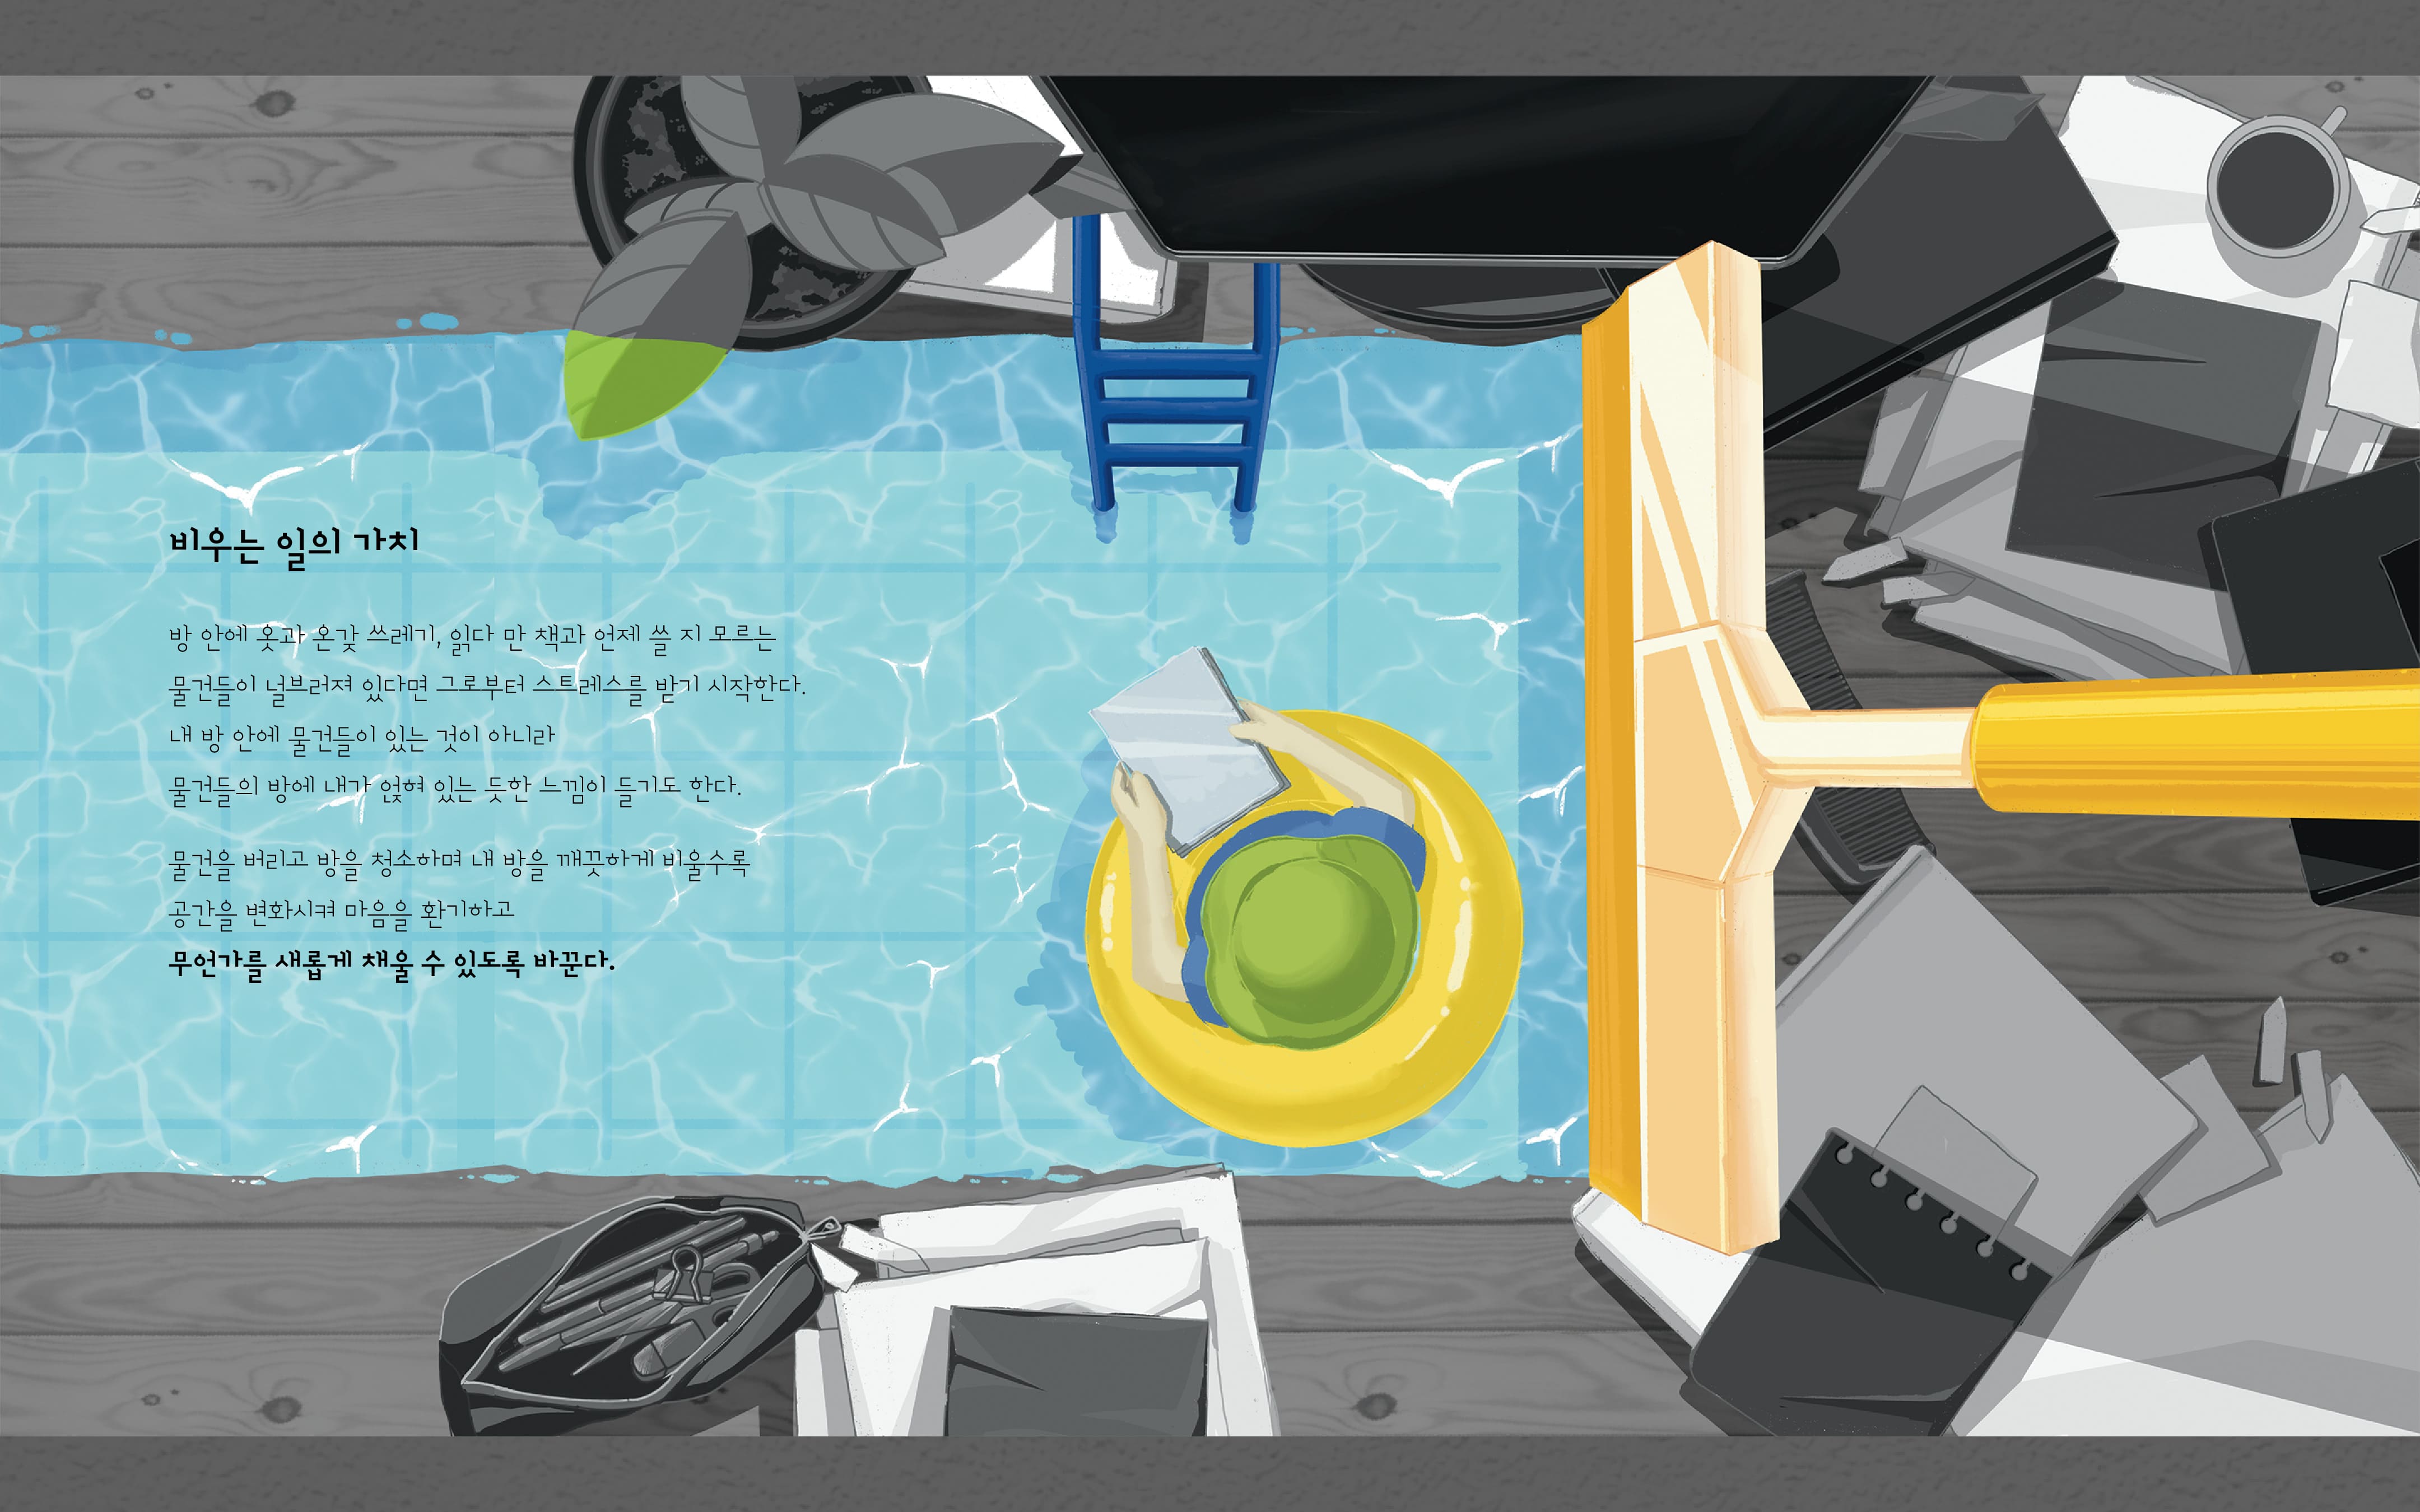 비우는 일의 가치
방 안에 옷과 온갖 쓰레기, 읽다 만 책과 언제 쓸 지 모르는
물건들이 널브러져 있다면 그로부터 스트레스를 받기 시작한다.
내 방 안에 물건들이 있는 것이 아니라
물건들의 방에 내가 얹혀 있는 듯한 느낌이 들기도 한다.
물건을 버리고 방을 청소하며 내 방을 깨끗하게 비울수록
공간을 변화시켜 마음을 환기하고
무언가를 새롭게 채울 수 있도록 바꾼다.